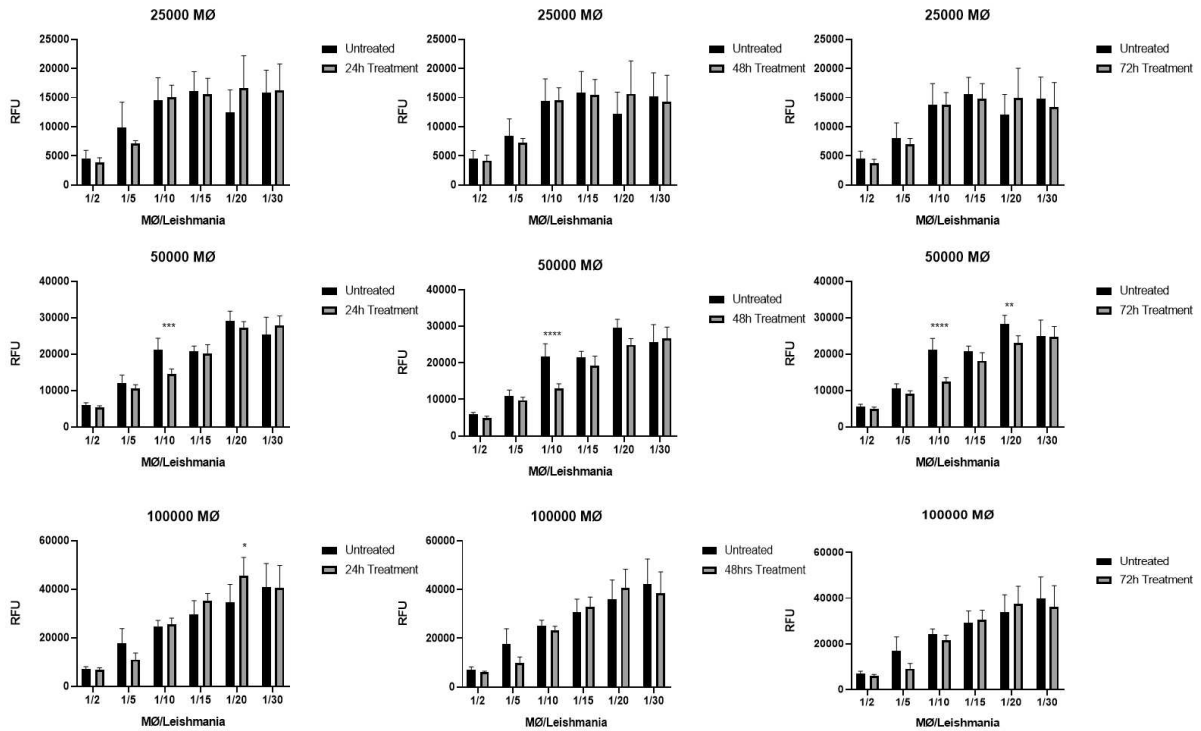 25000 MØ
25000
20000
15000
10000
5000
0
RFU
1/2 1/5 1/10 1/15 1/20 1/30
MØ/Leishmania
Untreated
24h Treatment
25000 MØ
25000
20000
15000
10000
5000
0
RFU
1/2 1/5 1/10 1/15 1/20 1/30
MØ/Leishmania
Untreated
48h Treatment
25000 MØ
25000
20000
15000
10000
5000
0
RFU
1/2 1/5 1/10 1/15 1/20 1/30
MØ/Leishmania
Untreated
72h Treatment
50000 MØ
40000
30000
20000
10000
0
RFU
***
1/2 1/5 1/10 1/15 1/20 1/30
MØ/Leishmania
Untreated
24h Treatment
50000 MØ
40000
30000
20000
10000
0
RFU
****
1/2 1/5 1/10 1/15 1/20 1/30
MØ/Leishmania
Untreated
48h Treatment
50000 MØ
40000
30000
20000
10000
0
RFU
**
****
1/2 1/5 1/10 1/15 1/20 1/30
MØ/Leishmania
Untreated
72h Treatment
100000 MØ
60000
40000
20000
0
RFU
*
1/2 1/5 1/10 1/15 1/20 1/30
MØ/Leishmania
Untreated
24h Treatment
100000 MØ
60000
40000
20000
0
RFU
1/2 1/5 1/10 1/15 1/20 1/30
MØ/Leishmania
Untreated
48hrs Treatment
100000 MØ
60000
40000
20000
0
RFU
1/2 1/5 1/10 1/15 1/20 1/30
MØ/Leishmania
Untreated
72h Treatment